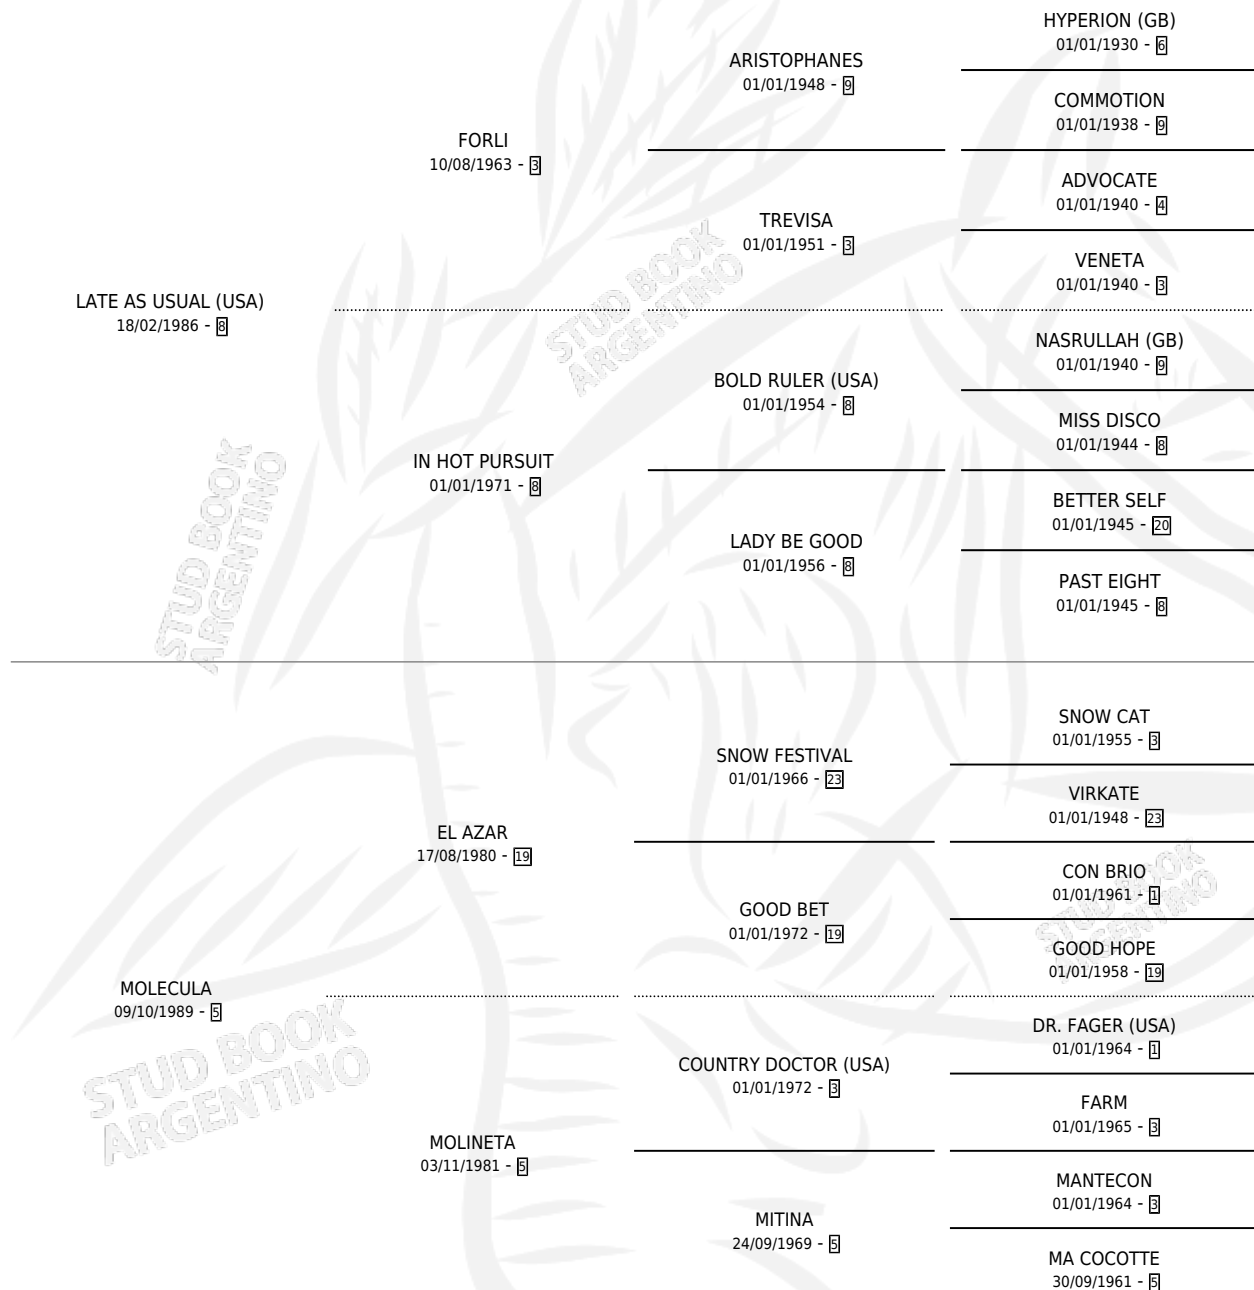 HYPERION (GB)
01/01/1930 - 6
ARISTOPHANES
01/01/1948 - 9
COMMOTION
01/01/1938 - 9
FORLI
10/08/1963 - 3
ADVOCATE
01/01/1940 - 4
TREVISA
01/01/1951 - 3
VENETA
01/01/1940 - 3
LATE AS USUAL (USA)
18/02/1986 - 8
NASRULLAH (GB)
01/01/1940 - 9
BOLD RULER (USA)
01/01/1954 - 8
MISS DISCO
01/01/1944 - 8
IN HOT PURSUIT
01/01/1971 - 8
BETTER SELF
01/01/1945 - 20
LADY BE GOOD
01/01/1956 - 8
PAST EIGHT
01/01/1945 - 8
SNOW CAT
01/01/1955 - 3
SNOW FESTIVAL
01/01/1966 - 23
VIRKATE
01/01/1948 - 23
EL AZAR
17/08/1980 - 19
CON BRIO
01/01/1961 - 1
GOOD BET
01/01/1972 - 19
GOOD HOPE
01/01/1958 - 19
MOLECULA
09/10/1989 - 5
DR. FAGER (USA)
01/01/1964 - 1
COUNTRY DOCTOR (USA)
01/01/1972 - 3
FARM
01/01/1965 - 3
MOLINETA
03/11/1981 - 5
MANTECON
01/01/1964 - 3
MITINA
24/09/1969 - 5
MA COCOTTE
30/09/1961 - 5
STUD BOOK
ARGENTINO
STUD BOOK
ARGENTINO
STUD BOOK
ARGENTINO
STUD BOOK
ARGENTINO